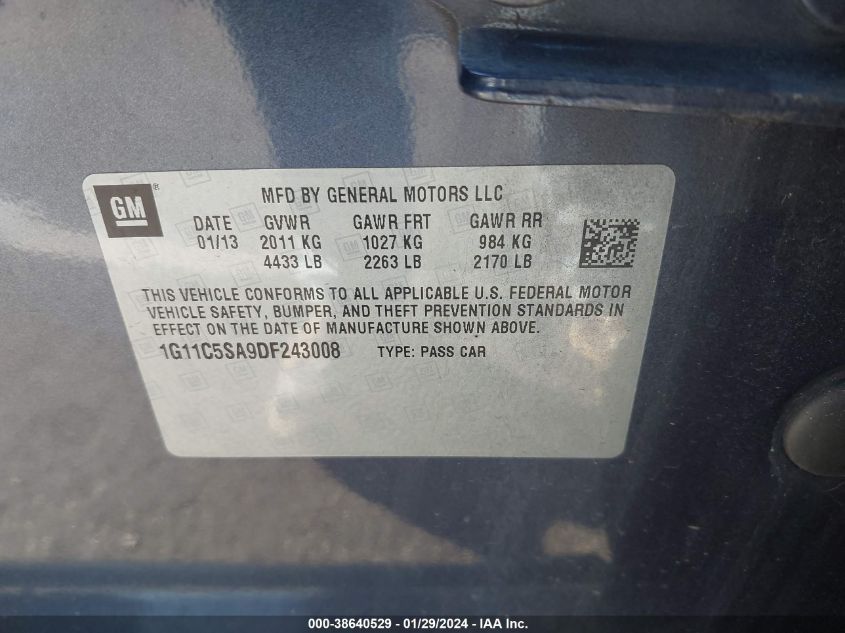 GM ® MFD BY GENERAL MOTORS LLC
DATE GVWR GAWR FRT GAWR RR
01/13 2011 KG 1027 KG 984 KG
4433 LB 2263 LB 2170 LB
THIS VEHICLE CONFORMS TO ALL APPLICABLE U.S. FEDERAL MOTOR
VEHICLE SAFETY, BUMPER, AND THEFT PREVENTION STANDARDS IN
EFFECT ON THE DATE OF MANUFACTURE SHOWN ABOVE.
1G11C5SA9DF243008 TYPE: PASS CAR
000-38640529 - 01/29/2024 - IAA Inc.